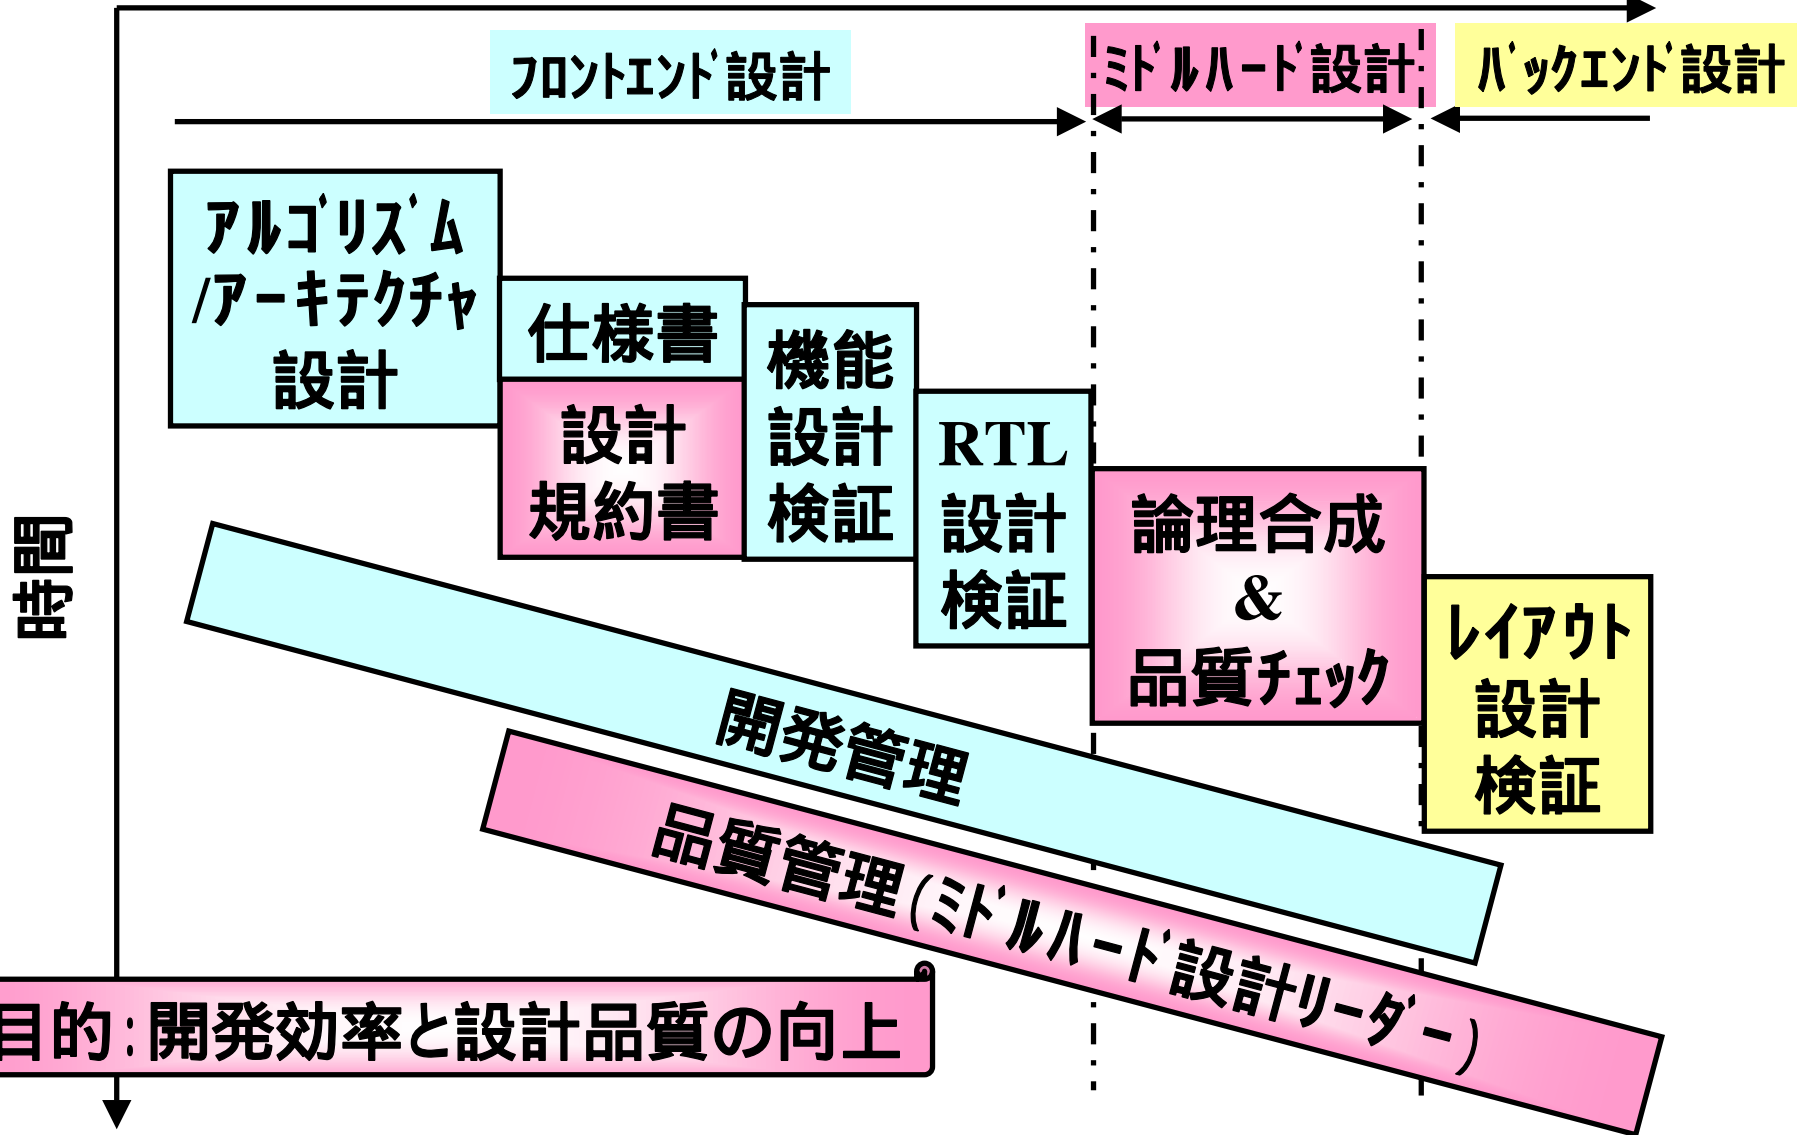 ﾌﾛﾝﾄｴﾝﾄﾞ設計
ﾐﾄﾞﾙﾊｰﾄﾞ設計
ﾊﾞｯｸｴﾝﾄﾞ設計
ｱﾙｺﾞﾘｽﾞﾑ
/ｱｰｷﾃｸﾁｬ
設計
仕様書
設計
規約書
機能
設計
検証
RTL
設計
検証
論理合成
&
品質ﾁｪｯｸ
ﾚｲｱｳﾄ
設計
検証
時間
開発管理
品質管理(ﾐﾄﾞﾙﾊｰﾄﾞ設計ﾘｰﾀﾞｰ)
目的:開発効率と設計品質の向上